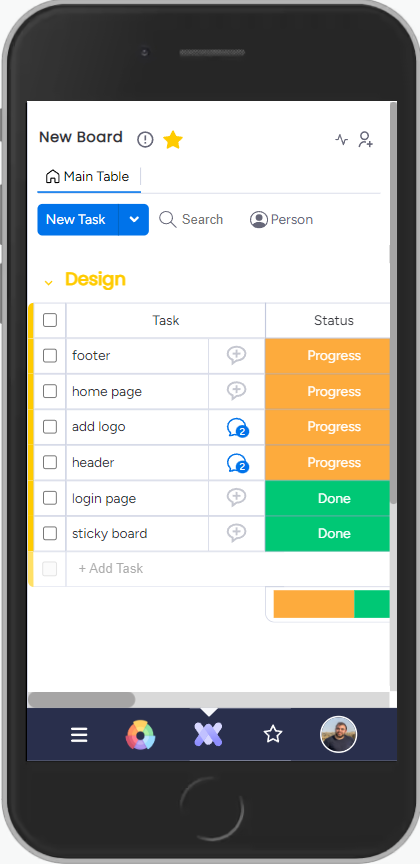 New Board
Main Table
New Task Search Person
Design
Task Status
footer Progress
home page Progress
add logo 2 Progress
header 2 Progress
login page Done
sticky board Done
+ Add Task